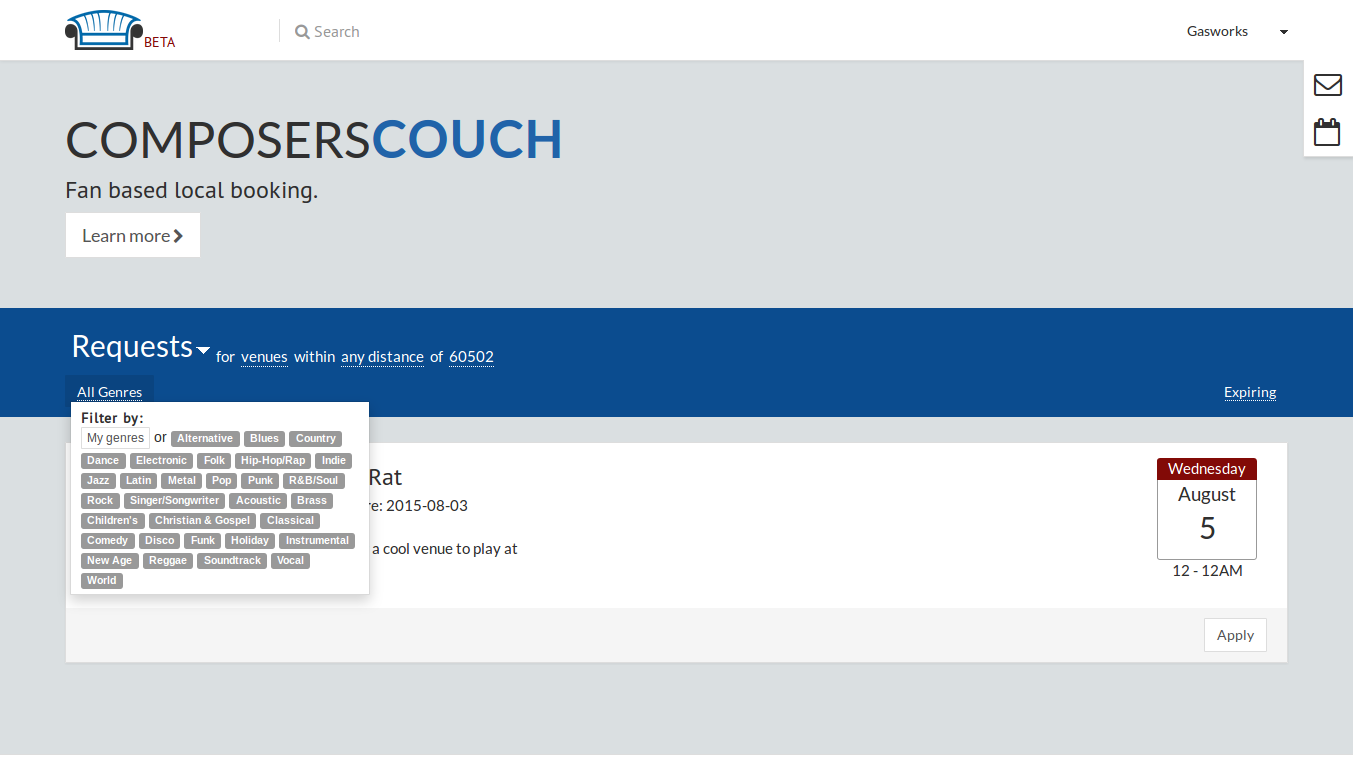 BETA
Search
Gasworks
COMPOSERSCOUCH
Fan based local booking.
Learn more
Requests for venues within any distance of 60502
All Genres
Expiring
Filter by:
My genres or Alternative Blues Country
Dance Electronic Folk Hip-Hop/Rap Indie
Jazz Latin Metal Pop Punk R&B/Soul
Rock Singer/Songwriter Acoustic Brass
Children's Christian & Gospel Classical
Comedy Disco Funk Holiday Instrumental
New Age Reggae Soundtrack Vocal
World
Rat
re: 2015-08-03
a cool venue to play at
Wednesday
August
5
12 - 12AM
Apply